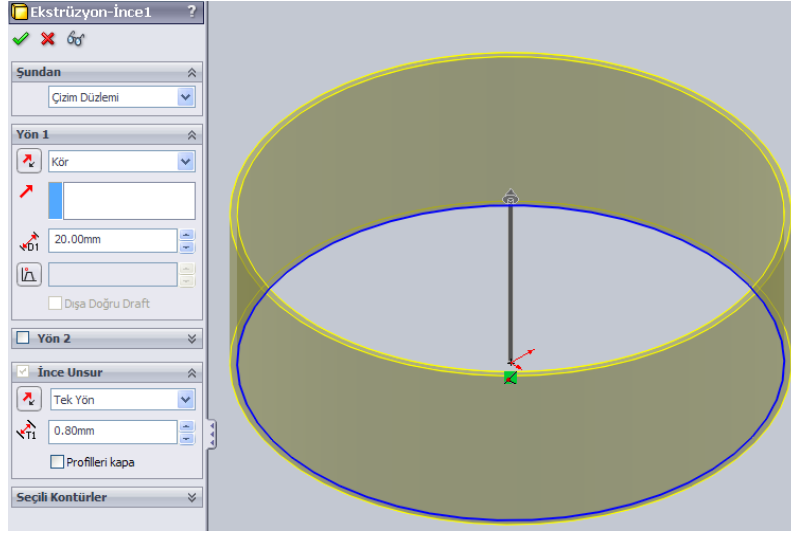 Ekstrüzyon-İnce1 ?
Şundan
Çizim Düzlemi
Yön 1
Kör
D1 20.00mm
Dışa Doğru Draft
Yön 2
İnce Unsur
Tek Yön
T1 0.80mm
Profilleri kapa
Seçili Kontürler